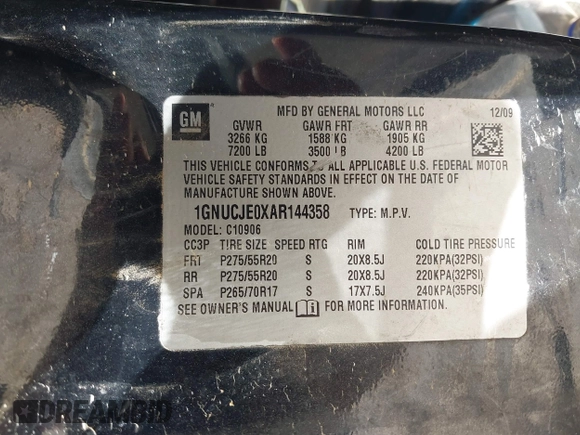 GM
MFD BY GENERAL MOTORS LLC 12/09
GVWR GAWR FRT GAWR RR
3266 KG 1588 KG 1905 KG
7200 LB 3500 LB 4200 LB
THIS VEHICLE CONFORMS TO ALL APPLICABLE U.S. FEDERAL MOTOR
VEHICLE SAFETY STANDARDS IN EFFECT ON THE DATE OF
MANUFACTURE SHOWN ABOVE.
1GNUCJE0XAR144358 TYPE: M.P.V.
MODEL: C10906
CC3P TIRE SIZE SPEED RTG RIM COLD TIRE PRESSURE
FRT P275/55R20 S 20X8.5J 220KPA(32PSI)
RR P275/55R20 S 20X8.5J 220KPA(32PSI)
SPA P265/70R17 S 17X7.5J 240KPA(35PSI)
SEE OWNER'S MANUAL FOR MORE INFORMATION.
DREAMBID